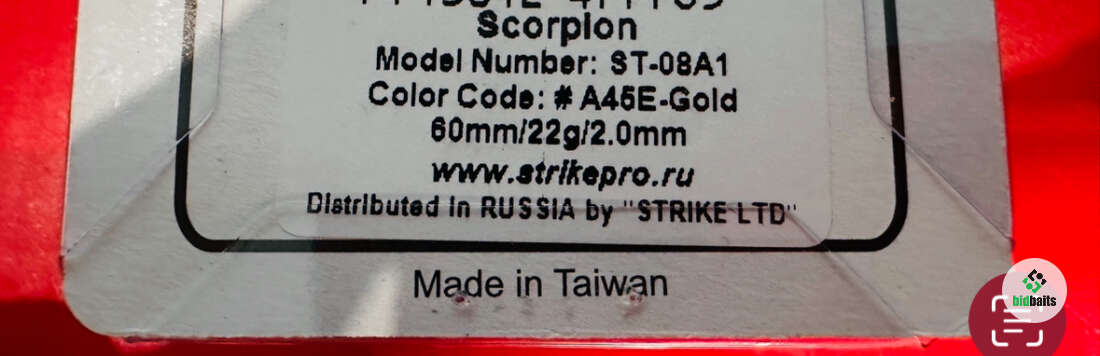 Scorpion
Model Number: ST-08A1
Color Code: # A45E-Gold
60mm/22g/2.0mm
www.strikepro.ru
Distributed in RUSSIA by "STRIKE LTD"
Made in Taiwan
bidbaits